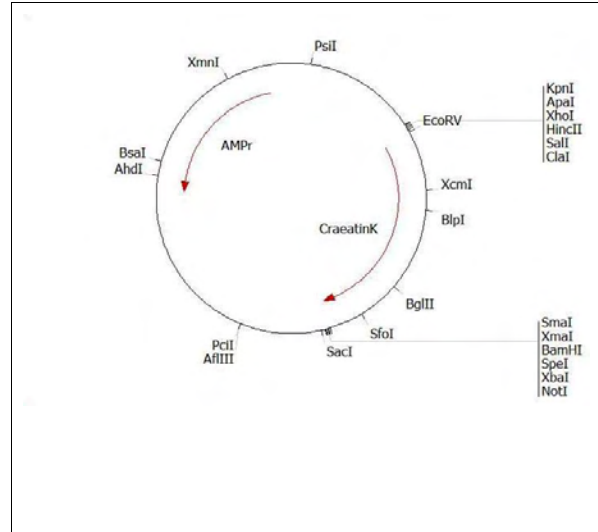 PsiI
XmnI
EcoRV
KpnI
ApaI
XhoI
HincII
SalI
ClaI
AMPr
BsaI
AhdI
XcmI
BlpI
CraeatinK
BglII
SfoI
SacI
PciI
AflIII
SmaI
XmaI
BamHI
SpeI
XbaI
NotI